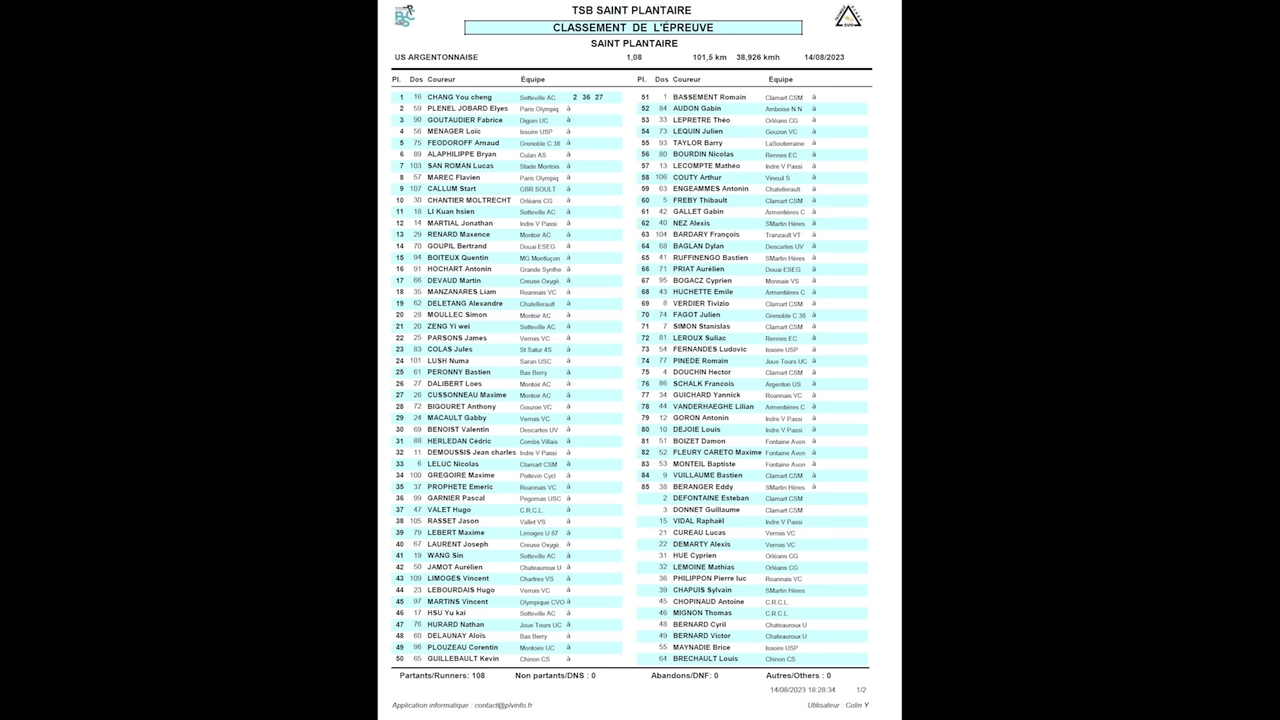 TSB SAINT PLANTAIRE
CLASSEMENT DE L'ÉPREUVE
SAINT PLANTAIRE
US ARGENTONNAISE 1,08 101,5 km 38,926 kmh 14/08/2023
Pl. Dos Coureur Équipe
1 16 CHANG You cheng Sotteville AC 2 36 27
2 59 PLENEL JOBARD Elyes Paris Olympiq à
3 90 GOUTAUDIER Fabrice Digoin UC à
4 56 MENAGER Loïc Issoire USP à
5 75 FEODOROFF Arnaud Grenoble C 38 à
6 89 ALAPHILIPPE Bryan Culan AS à
7 103 SAN ROMAN Lucas Stade Montois à
8 57 MAREC Flavien Paris Olympiq à
9 107 CALLUM Start GBR SOULT à
10 30 CHANTIER MOLTRECHT Orléans CG à
11 18 LI Kuan hsien Sotteville AC à
12 14 MARTIAL Jonathan Indre V Passi à
13 29 RENARD Maxence Montoir AC à
14 70 GOUPIL Bertrand Douai ESEG à
15 94 BOITEUX Quentin MG Montluçon à
16 91 HOCHART Antonin Grande Synthe à
17 66 DEVAUD Martin Creuse Oxygè à
18 35 MANZANARES Liam Roannais VC à
19 62 DELETANG Alexandre Chatellerault à
20 28 MOULLEC Simon Montoir AC à
21 20 ZENG Yi wei Sotteville AC à
22 25 PARSONS James Verrois VC à
23 83 COLAS Jules St Satur 4S à
24 101 LUSH Numa Saran USC à
25 61 PERONNY Bastien Bas Berry à
26 27 DALIBERT Loes Montoir AC à
27 26 CUSSONNEAU Maxime Montoir AC à
28 72 BIGOURET Anthony Gouzon VC à
29 24 MACAULT Gabby Verrois VC à
30 69 BENOIST Valentin Descartes UV à
31 88 HERLEDAN Cédric Combs Villais à
32 11 DEMOUSSIS Jean charles Indre V Passi à
33 6 LELUC Nicolas Clamart CSM à
34 100 GREGOIRE Maxime Poitevin Cycl à
35 37 PROPHETE Emeric Roannais VC à
36 99 GARNIER Pascal Pegomas USC à
37 47 VALET Hugo C.R.C.L. à
38 105 RASSET Jason Vallet VS à
39 79 LEBERT Maxime Limoges U 87 à
40 67 LAURENT Joseph Creuse Oxygè à
41 19 WANG Sin Sotteville AC à
42 50 JAMOT Aurélien Chateauroux U à
43 109 LIMOGES Vincent Chartres VS à
44 23 LEBOURDAIS Hugo Verrois VC à
45 97 MARTINS Vincent Olympique CVO à
46 17 HSU Yu kai Sotteville AC à
47 76 HURARD Nathan Joue Tours UC à
48 60 DELAUNAY Aloïs Bas Berry à
49 96 PLOUZEAU Corentin Montoire UC à
50 65 GUILLEBAULT Kevin Chinon CS à
Pl. Dos Coureur Équipe
51 1 BASSEMENT Romain Clamart CSM à
52 84 AUDON Gabin Amboise N N à
53 33 LEPRETRE Théo Orléans CG à
54 73 LEQUIN Julien Gouzon VC à
55 93 TAYLOR Barry LaSouterraine à
56 80 BOURDIN Nicolas Rennes EC à
57 13 LECOMPTE Mathéo Indre V Passi à
58 106 COUTY Arthur Vineuil S à
59 63 ENGEAMMES Antonin Chatellerault à
60 5 FREBY Thibault Clamart CSM à
61 42 GALLET Gabin Armentières C à
62 40 NEZ Alexis SMartin Hères à
63 104 BARDARY François Tranzault VT à
64 68 BAGLAN Dylan Descartes UV à
65 41 RUFFINENGO Bastien SMartin Hères à
66 71 PRIAT Aurélien Douai ESEG à
67 95 BOGACZ Cyprien Monnaie VS à
68 43 HUCHETTE Emile Armentières C à
69 8 VERDIER Tivizio Clamart CSM à
70 74 FAGOT Julien Grenoble C 38 à
71 7 SIMON Stanislas Clamart CSM à
72 81 LEROUX Suliac Rennes EC à
73 54 FERNANDES Ludovic Issoire USP à
74 77 PINEDE Romain Joue Tours UC à
75 4 DOUCHIN Hector Clamart CSM à
76 86 SCHALK Francois Argenton US à
77 34 GUICHARD Yannick Roannais VC à
78 44 VANDERHAEGHE Lilian Armentières C à
79 12 GORON Antonin Indre V Passi à
80 10 DEJOIE Louis Indre V Passi à
81 51 BOIZET Damon Fontaine Avon à
82 52 FLEURY CARETO Maxime Fontaine Avon à
83 53 MONTEIL Baptiste Fontaine Avon à
84 9 VUILLAUME Bastien Clamart CSM à
85 38 BERANGER Eddy SMartin Hères à
2 DEFONTAINE Esteban Clamart CSM
3 DONNET Guillaume Clamart CSM
15 VIDAL Raphaël Indre V Passi
21 CUREAU Lucas Verrois VC
22 DEMARTY Alexis Verrois VC
31 HUE Cyprien Orléans CG
32 LEMOINE Mathias Orléans CG
36 PHILIPPON Pierre luc Roannais VC
39 CHAPUIS Sylvain SMartin Hères
45 CHOPINAUD Antoine C.R.C.L.
46 MIGNON Thomas C.R.C.L.
48 BERNARD Cyril Chateauroux U
49 BERNARD Victor Chateauroux U
55 MAYNADIE Brice Issoire USP
64 BRECHAULT Louis Chinon CS
Partants/Runners: 108 Non partants/DNS : 0 Abandons/DNF: 0 Autres/Others : 0
14/08/2023 18:28:34 1/2
Application informatique : contact@plvinfo.fr Utilisateur : Colin Y